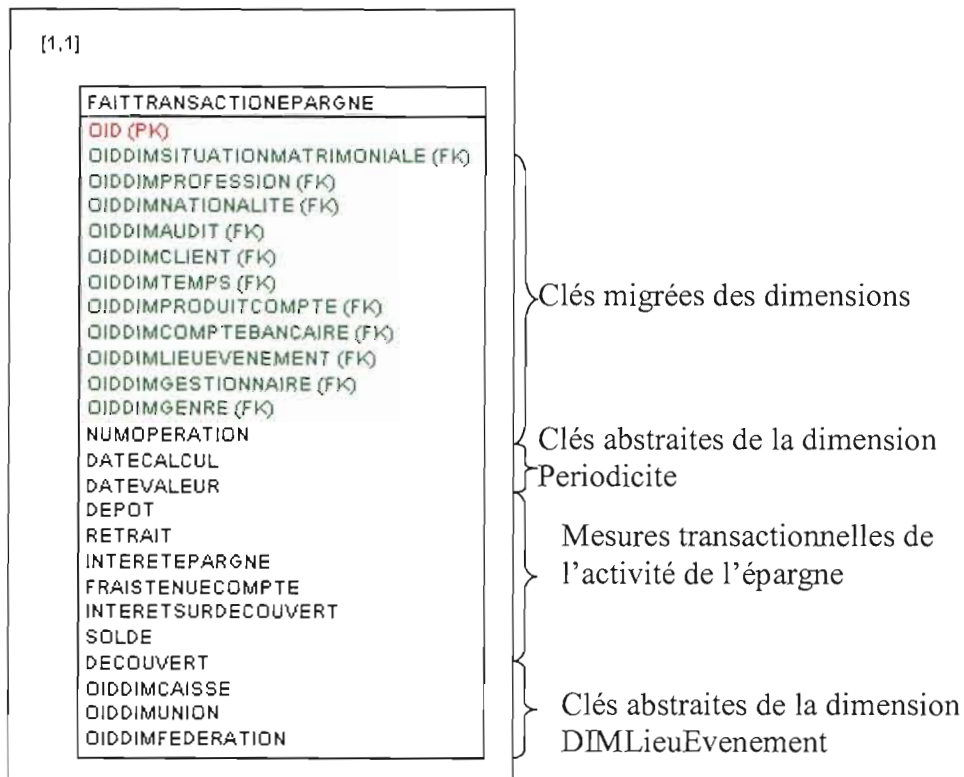 [1,1]
FAITTRANSACTIONEPARGNE
OID (PK)
OIDDIMSITUATIONMATRIMONIALE (FK)
OIDDIMPROFESSION (FK)
OIDDIMNATIONALITE (FK)
OIDDIMAUDIT (FK)
OIDDIMCLIENT (FK)
OIDDIMTEMPS (FK)
OIDDIMPRODUITCOMPTE (FK)
OIDDIMCOMPTEBANCAIRE (FK)
OIDDIMLIEUEVENEMENT (FK)
OIDDIMGESTIONNAIRE (FK)
OIDDIMGENRE (FK)
NUMOPERATION
DATECALCUL
DATEVALEUR
DEPOT
RETRAIT
INTERETEPARGNE
FRAISTENUECOMPTE
INTERETSURDECOUVERT
SOLDE
DECOUVERT
OIDDIMCAISSE
OIDDIMUNION
OIDDIMFEDERATION
Clés migrées des dimensions
Clés abstraites de la dimension
Periodicite
Mesures transactionnelles de
l'activité de l'épargne
Clés abstraites de la dimension
DIMLieuEvenement